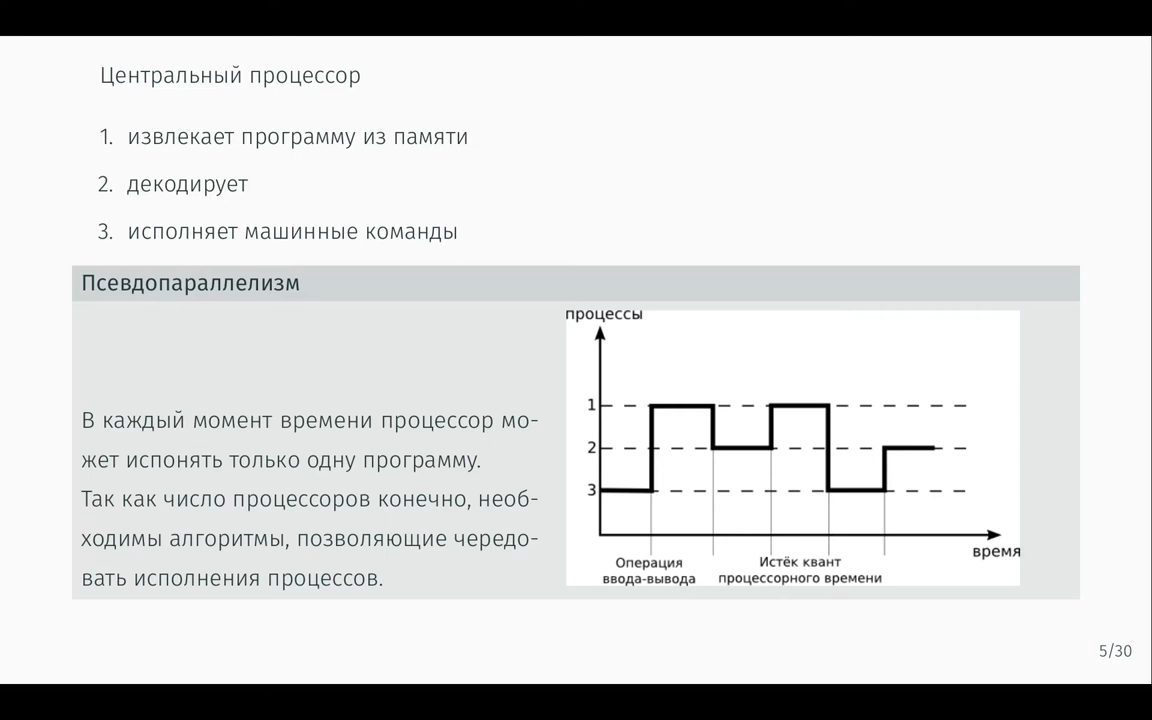 Центральный процессор
1. извлекает программу из памяти
2. декодирует
3. исполняет машинные команды
Псевдопараллелизм
В каждый момент времени процессор мо-
жет испонять только одну программу.
Так как число процессоров конечно, необ-
ходимы алгоритмы, позволяющие чередо-
вать исполнения процессов.
процессы
1
2
3
время
Операция
ввода-вывода
Истёк квант
процессорного времени
5/30